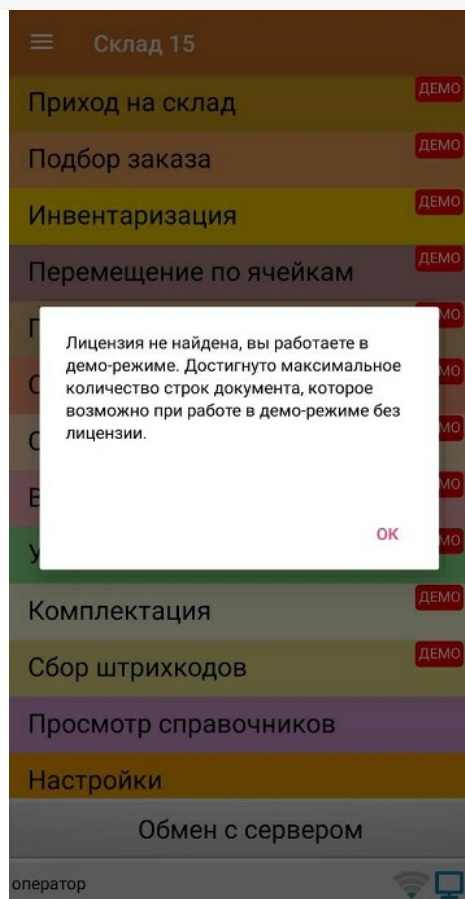 Склад 15
Приход на склад
ДЕМО
Подбор заказа
ДЕМО
Инвентаризация
ДЕМО
Перемещение по ячейкам
ДЕМО
Лицензия не найдена, вы работаете в
демо-режиме. Достигнуто максимальное
количество строк документа, которое
возможно при работе в демо-режиме без
лицензии.
ОК
Комплектация
ДЕМО
Сбор штрихкодов
ДЕМО
Просмотр справочников
Настройки
Обмен с сервером
оператор